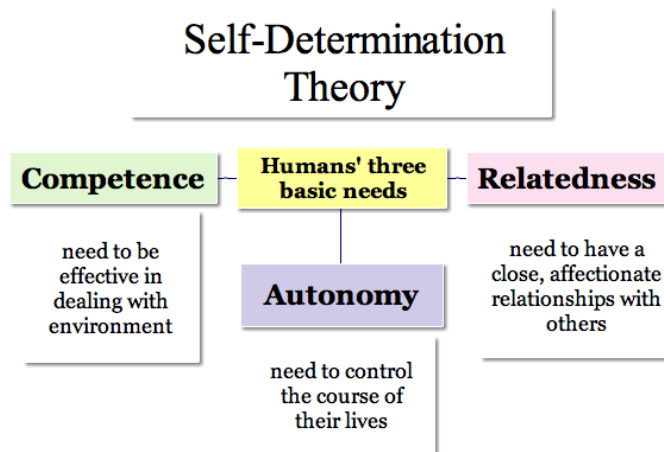 Self-Determination
Theory
Competence
Humans' three
basic needs
Relatedness
need to be
effective in
dealing with
environment
Autonomy
need to have a
close, affectionate
relationships with
others
need to control
the course of
their lives